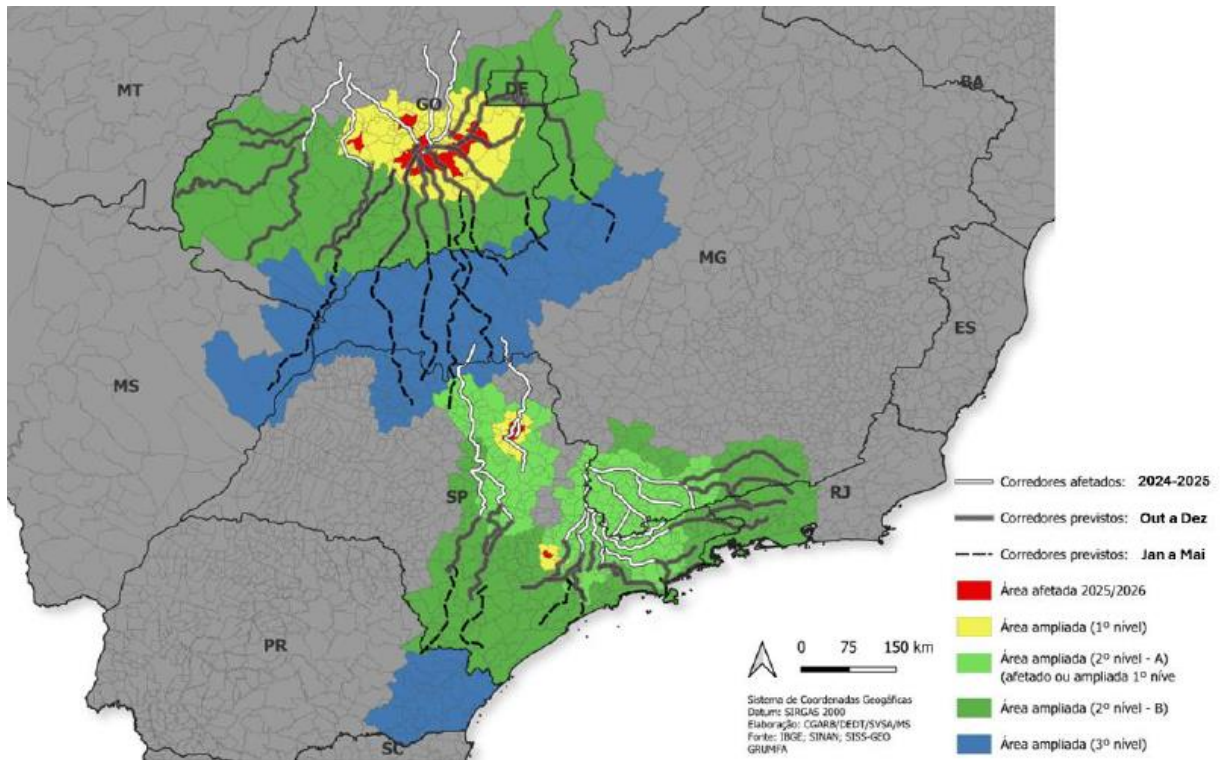 MT
GO
DF
BA
MG
MS
ES
SP
RJ
PR
SC
Corredores afetados: 2024-2025
Corredores previstos: Out a Dez
Corredores previstos: Jan a Mai
Área afetada 2025/2026
Área ampliada (1º nível)
Área ampliada (2º nível - A)
(afetado ou ampliada 1º níve
Área ampliada (2º nível - B)
Área ampliada (3º nível)
0 75 150 km
Sistema de Coordenadas Geográficas
Datum: SIRGAS 2000
Elaboração: CGARB/DEDT/SVSA/MS
Fonte: IBGE; SINAN; SISS-GEO
GRUMFA